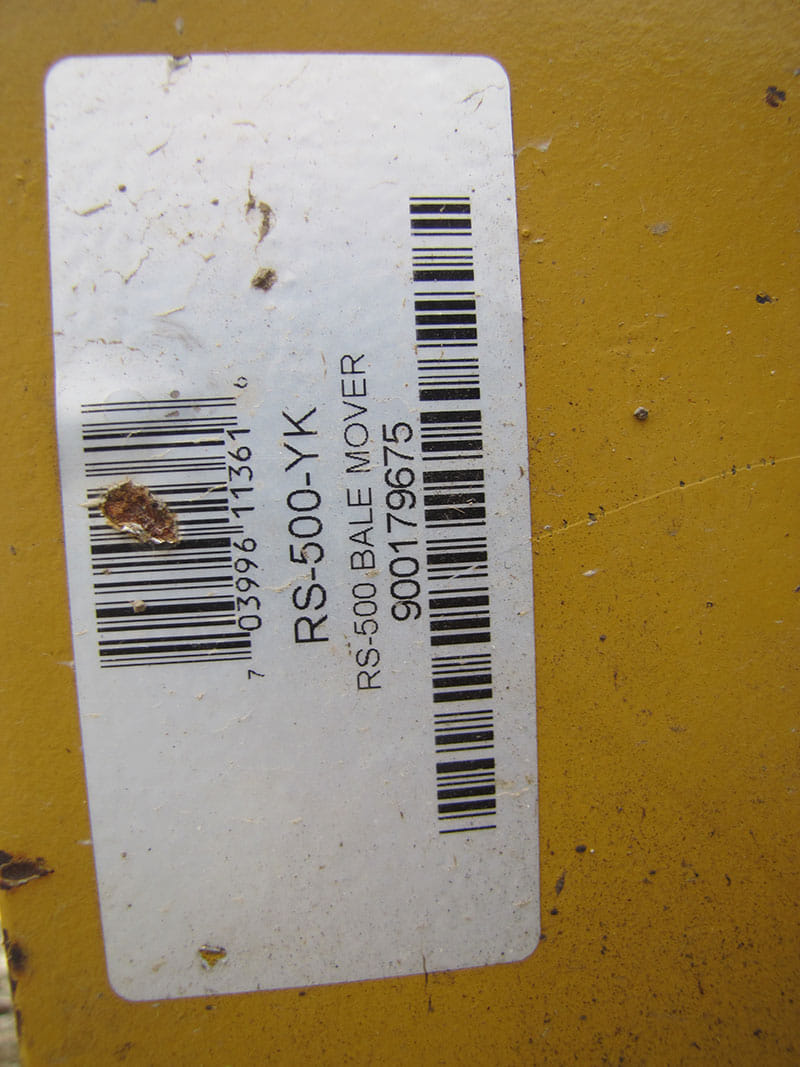 7 03996 11361 6
RS-500-YK
RS-500 BALE MOVER
900179675